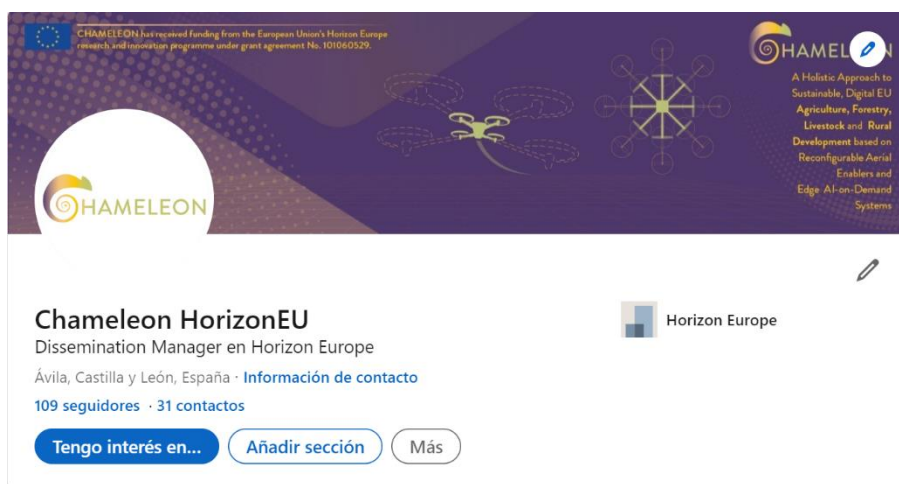 CHAMELEON has received funding from the European Union's Horizon Europe
research and innovation programme under grant agreement No. 101060529.
HAMEL N
A Holistic Approach to
Sustainable, Digital EU
Agriculture, Forestry,
Livestock and Rural
Development based on
Reconfigurable Aerial
Enablers and
Edge AI-on-Demand
Systems
CHAMELEON
Chameleon HorizonEU
Horizon Europe
Dissemination Manager en Horizon Europe
Ávila, Castilla y León, España · Información de contacto
109 seguidores · 31 contactos
Tengo interés en...
Añadir sección
Más